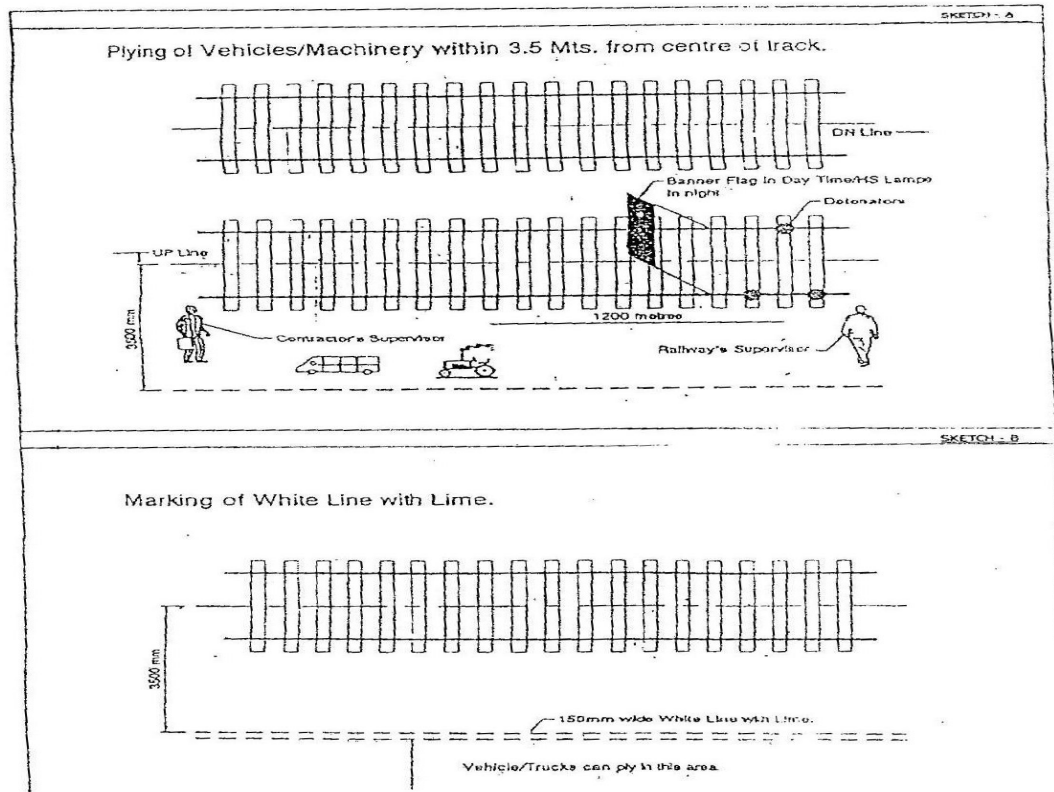 SKETCH - A
Plying of Vehicles/Machinery within 3.5 Mts. from centre of track.
DN Line
Banner Flag in Day Time/HS Lamps
in night
Detonators
UP Line
3500 mm
1200 metres
Contractor's Supervisor
Railway's Supervisor
SKETCH - B
Marking of White Line with Lime.
3500 mm
150mm wide White Line with Lime.
Vehicle/Trucks can ply in this area